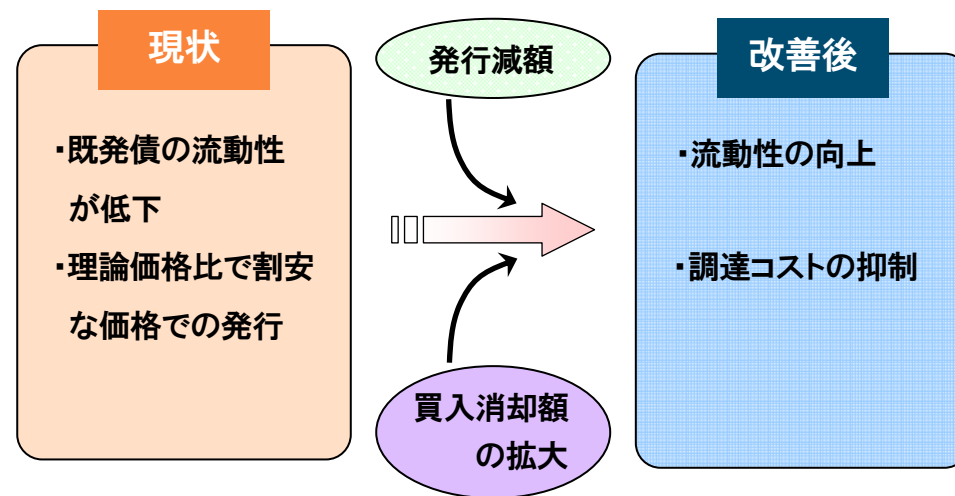 現状
・既発債の流動性
が低下
・理論価格比で割安
な価格での発行
発行減額
買入消却額
の拡大
改善後
・流動性の向上
・調達コストの抑制